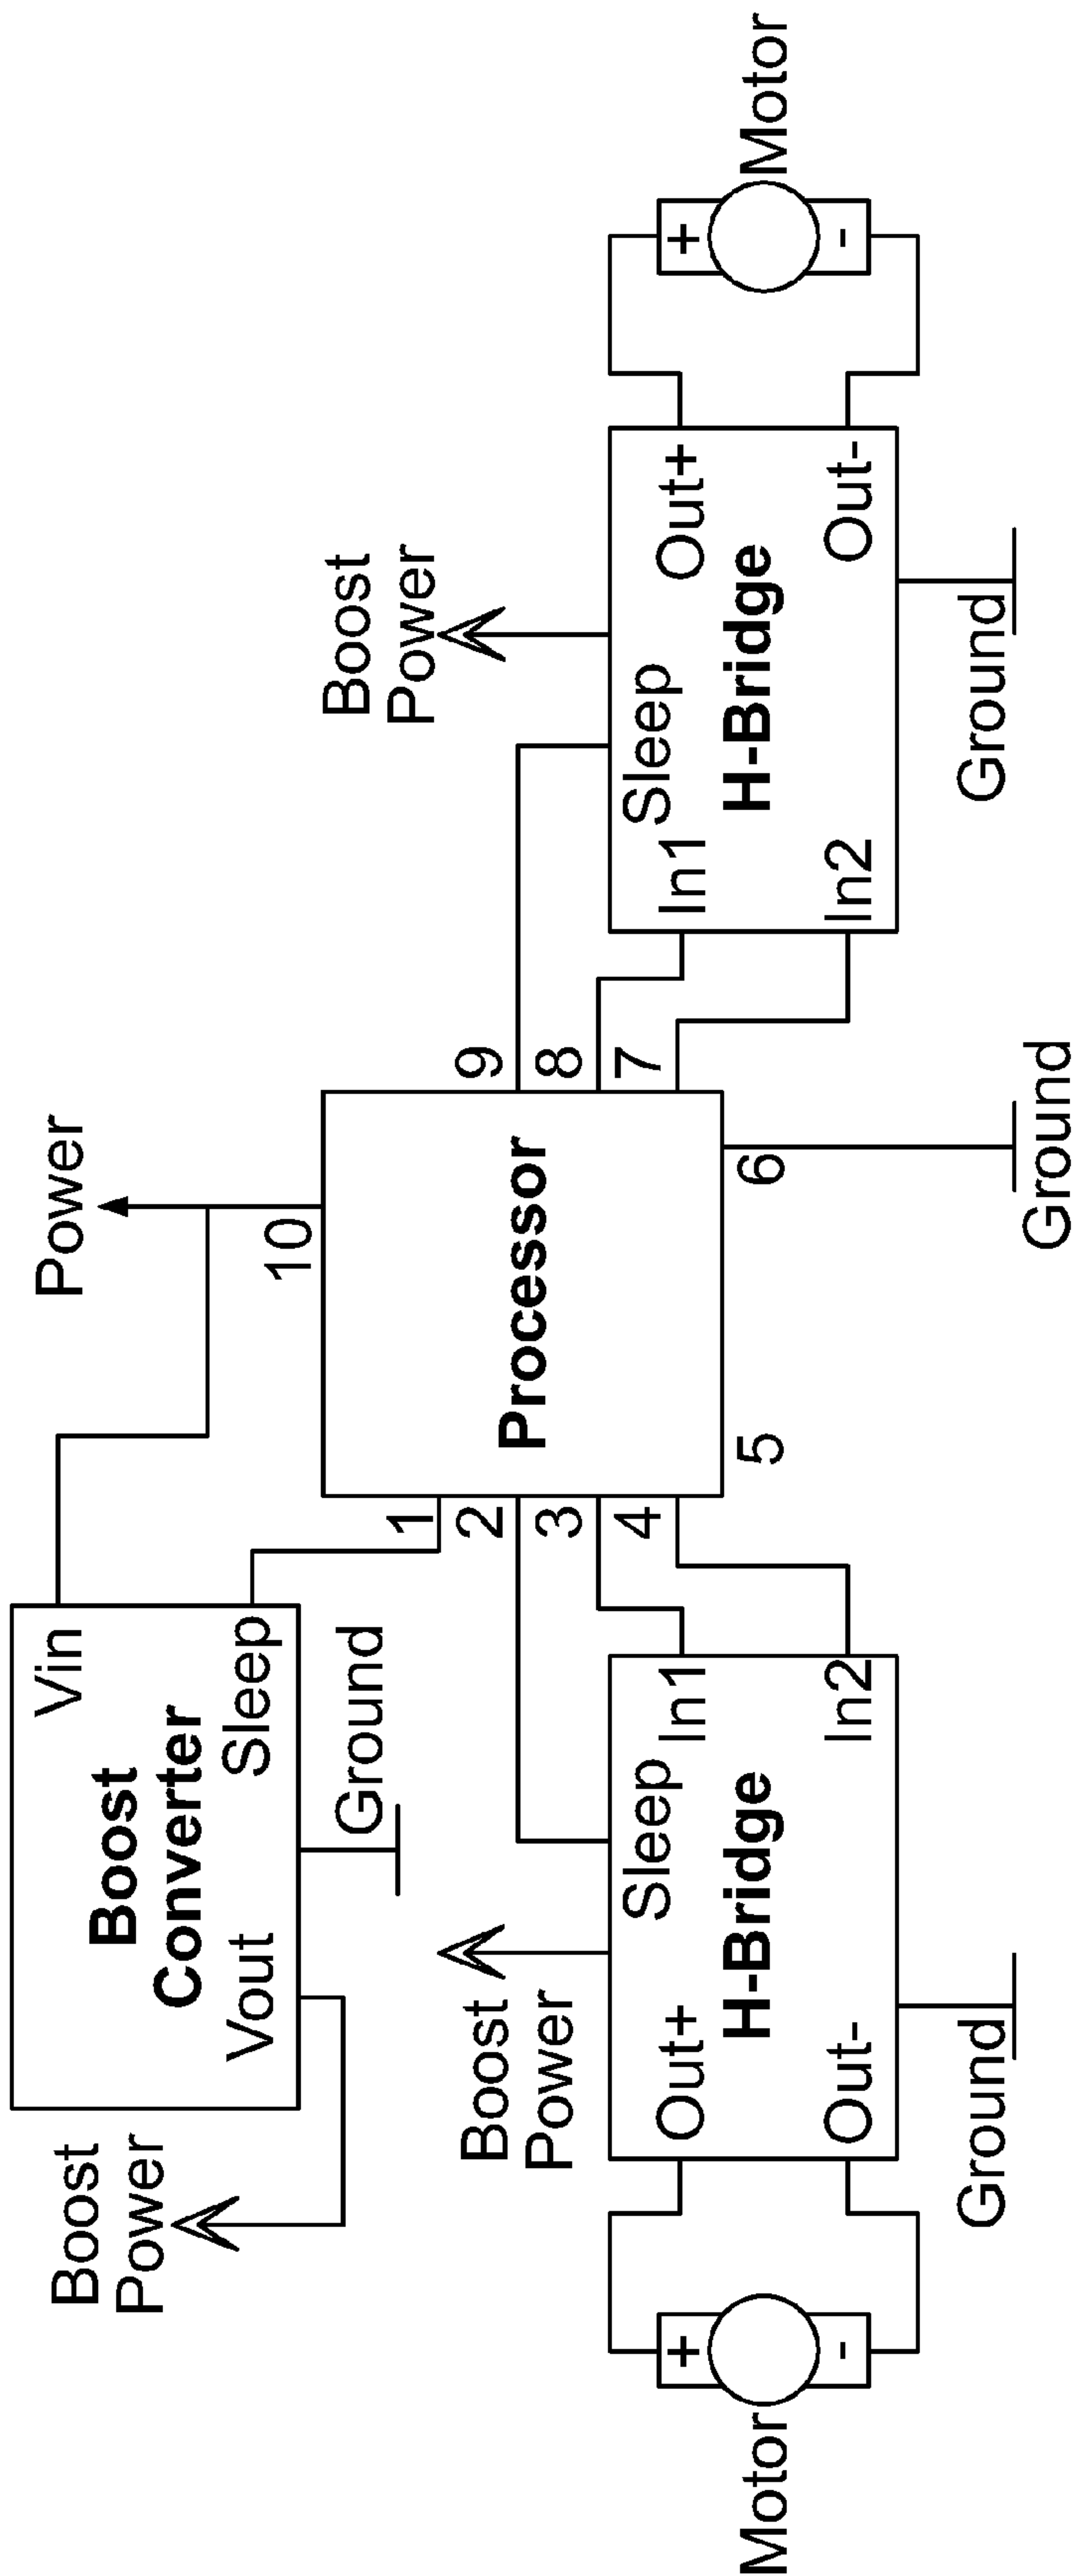 Boost
Power
Boost
Converter
Vin
Vout
Sleep
Ground
Power
10
Processor
1
2
3
4
5
6
7
8
9
Ground
Boost
Power
Sleep
Out+
In1
H-Bridge
Out-
In2
Ground
+
-
Motor
Boost
Power
Sleep
In1
Out+
H-Bridge
In2
Out-
Ground
+
-
Motor